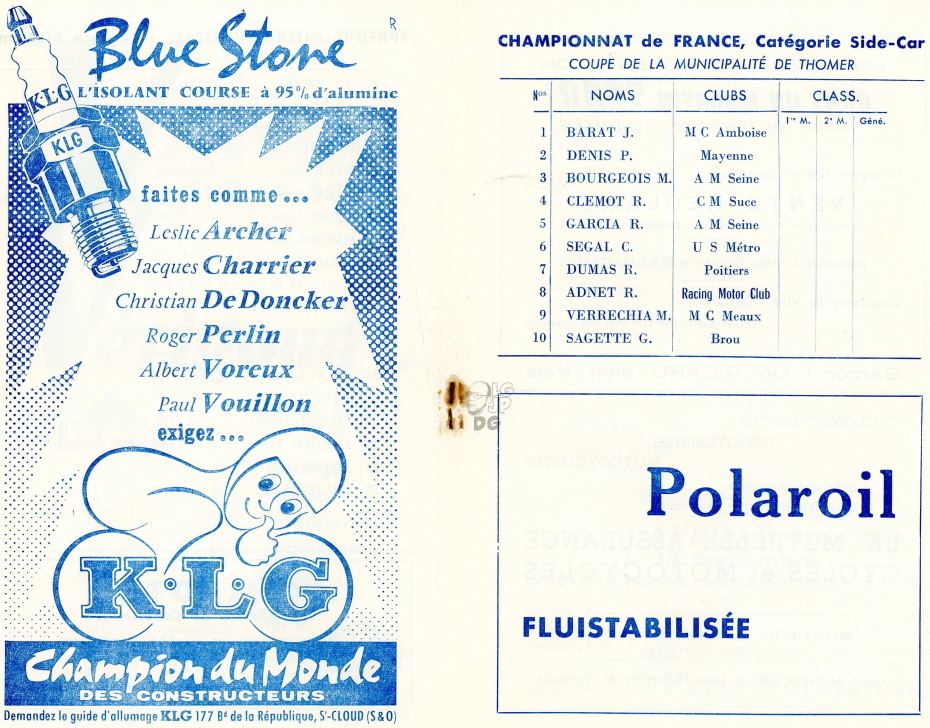 R
Blue Stone
L'ISOLANT COURSE à 95% d'alumine
KLG
KLG
faites comme...
Leslie Archer
Jacques Charrier
Christian De Doncker
Roger Perlin
Albert Voreux
Paul Vouillon
exigez...
K·L·G
Champion du Monde
DES CONSTRUCTEURS
Demandez le guide d'allumage KLG 177 Bd de la République, St-CLOUD (S&O)
CHAMPIONNAT de FRANCE, Catégorie Side-Car
COUPE DE LA MUNICIPALITÉ DE THOMER
Nos NOMS CLUBS CLASS.
1re M. 2e M. Géné.
1 BARAT J. M C Amboise
2 DENIS P. Mayenne
3 BOURGEOIS M. A M Seine
4 CLEMOT R. C M Suce
5 GARCIA R. A M Seine
6 SEGAL C. U S Métro
7 DUMAS R. Poitiers
8 ADNET R. Racing Motor Club
9 VERRECHIA M. M C Meaux
10 SAGETTE G. Brou
Polaroil
FLUISTABILISÉE